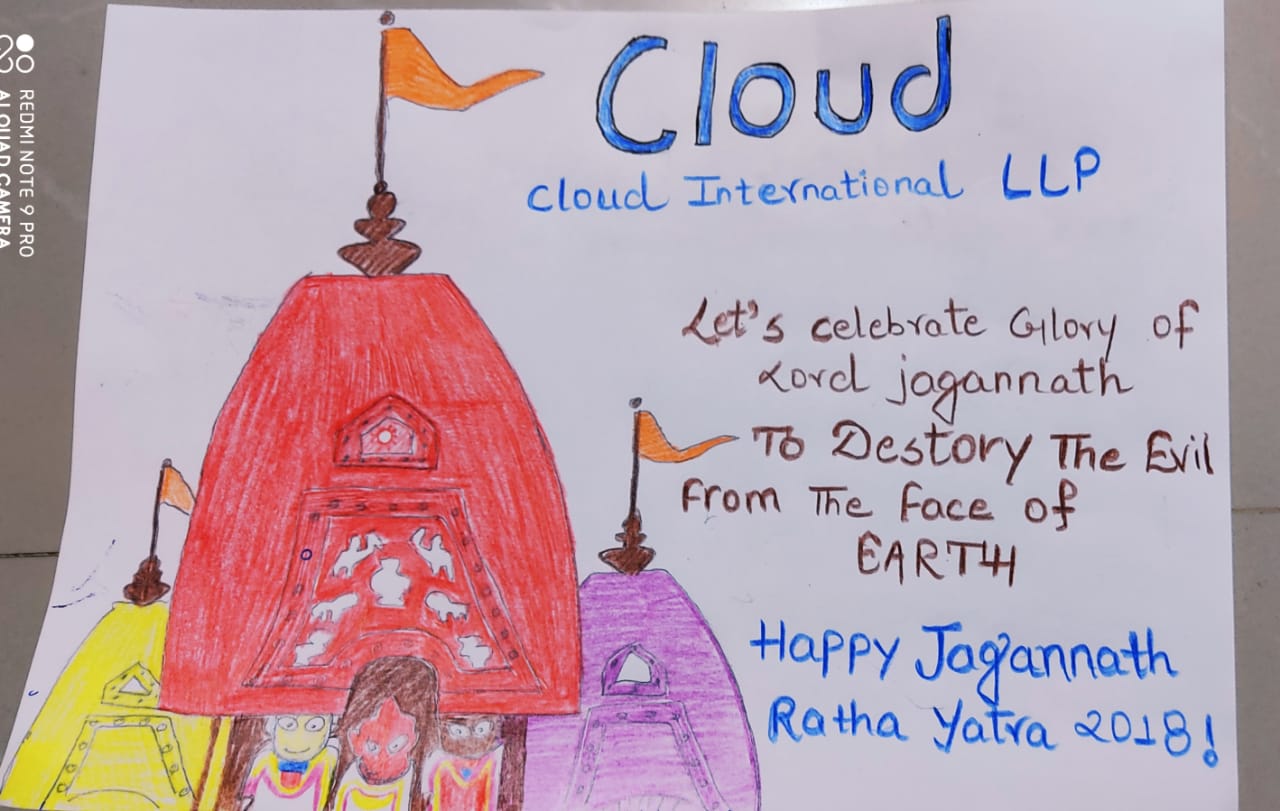 Cloud
Cloud International LLP
Let's celebrate Glory of
Lord jagannath
To Destory The Evil
From The Face of
EARTH
Happy Jagannath
Ratha Yatra 2018!
REDMI NOTE 9 PRO
AI QUAD CAMERA